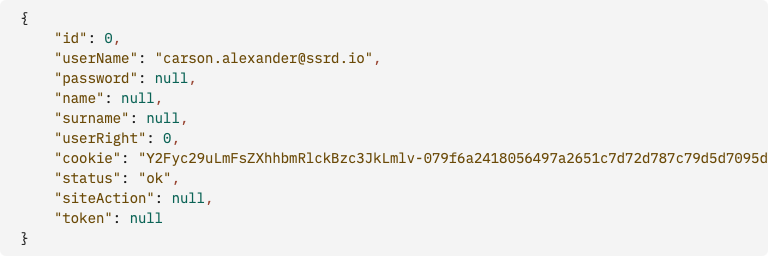 {
"id": 0,
"userName": "carson.alexander@ssrd.io",
"password": null,
"name": null,
"surname": null,
"userRight": 0,
"cookie": "Y2Fyc29uLmFsZXhhbmRlckBzc3JkLmlv-079f6a2418056497a2651c7d72d787c79d5d7095d
"status": "ok",
"siteAction": null,
"token": null
}